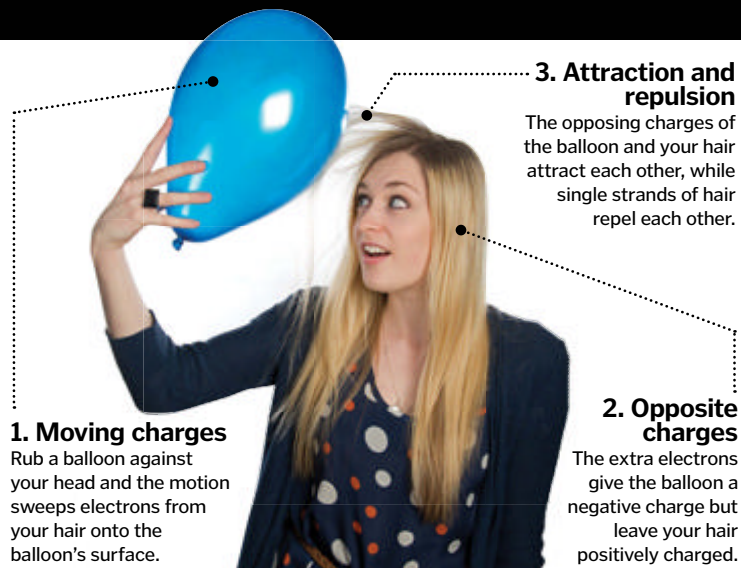 1. Moving charges
Rub a balloon against
your head and the motion
sweeps electrons from
your hair onto the
balloon's surface.
2. Opposite
charges
The extra electrons
give the balloon a
negative charge but
leave your hair
positively charged.
3. Attraction and
repulsion
The opposing charges of
the balloon and your hair
attract each other, while
single strands of hair
repel each other.